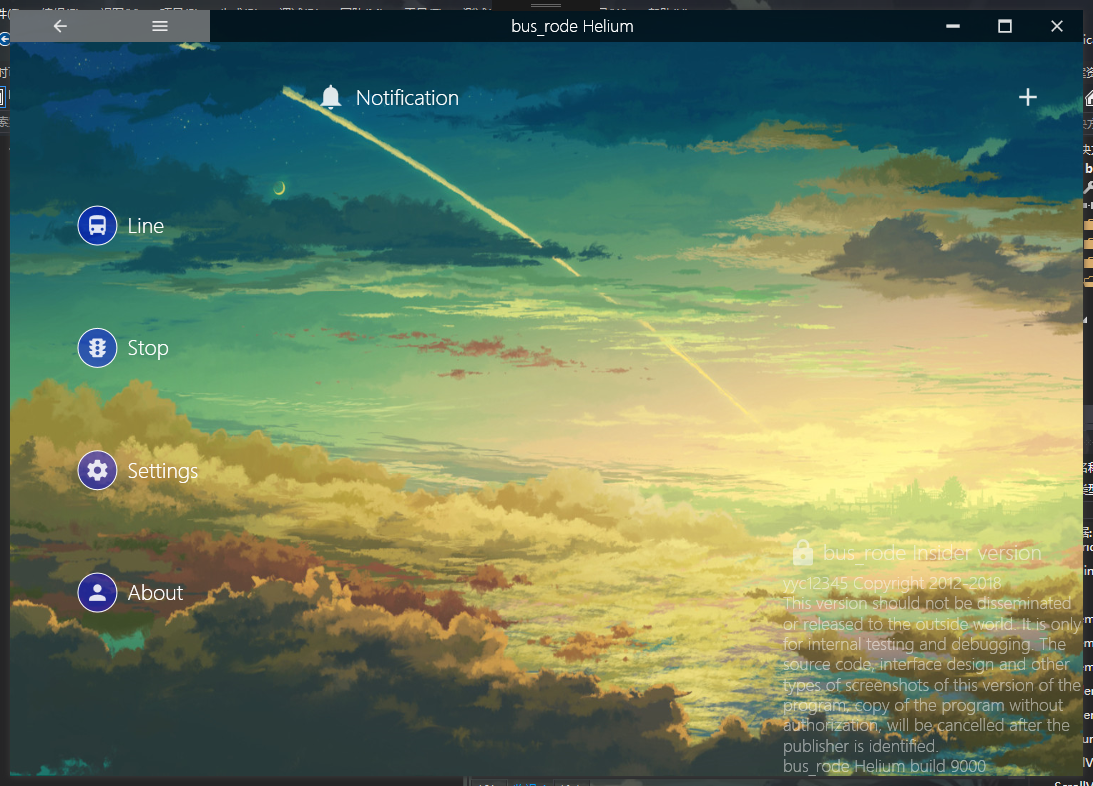 bus_rode Helium
Notification
Line
Stop
Settings
About
bus_rode Insider version
yyc12345 Copyright 2012-2018
This version should not be disseminated
or released to the outside world. It is only
for internal testing and debugging. The
source code, interface design and other
types of screenshots of this version of the
program, copy of the program without
authorization, will be cancelled after the
publisher is identified.
bus_rode Helium build 9000